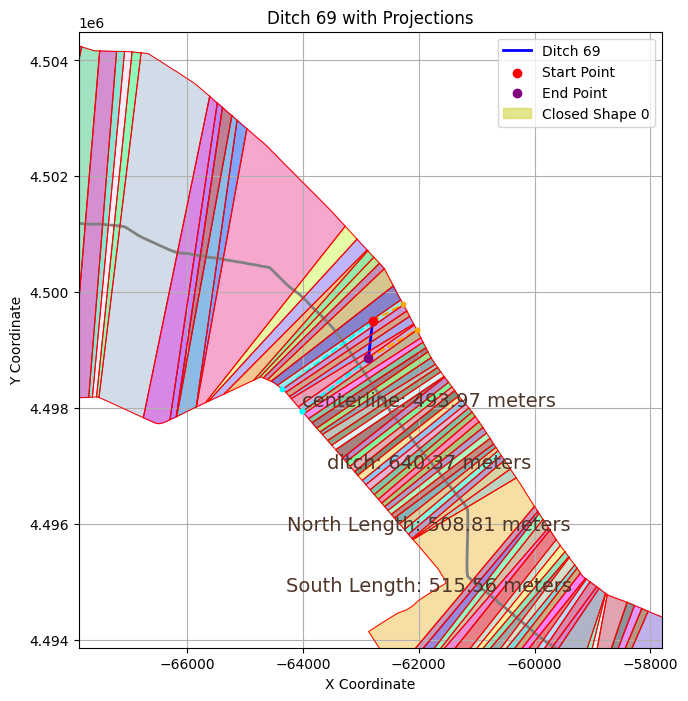 Ditch 69 with Projections
1e6
Ditch 69
Start Point
End Point
Closed Shape 0
4.504
4.502
4.500
4.498
4.496
4.494
Y Coordinate
centerline: 493.97 meters
ditch: 640.37 meters
North Length: 508.81 meters
South Length: 515.56 meters
−66000
−64000
−62000
−60000
−58000
X Coordinate